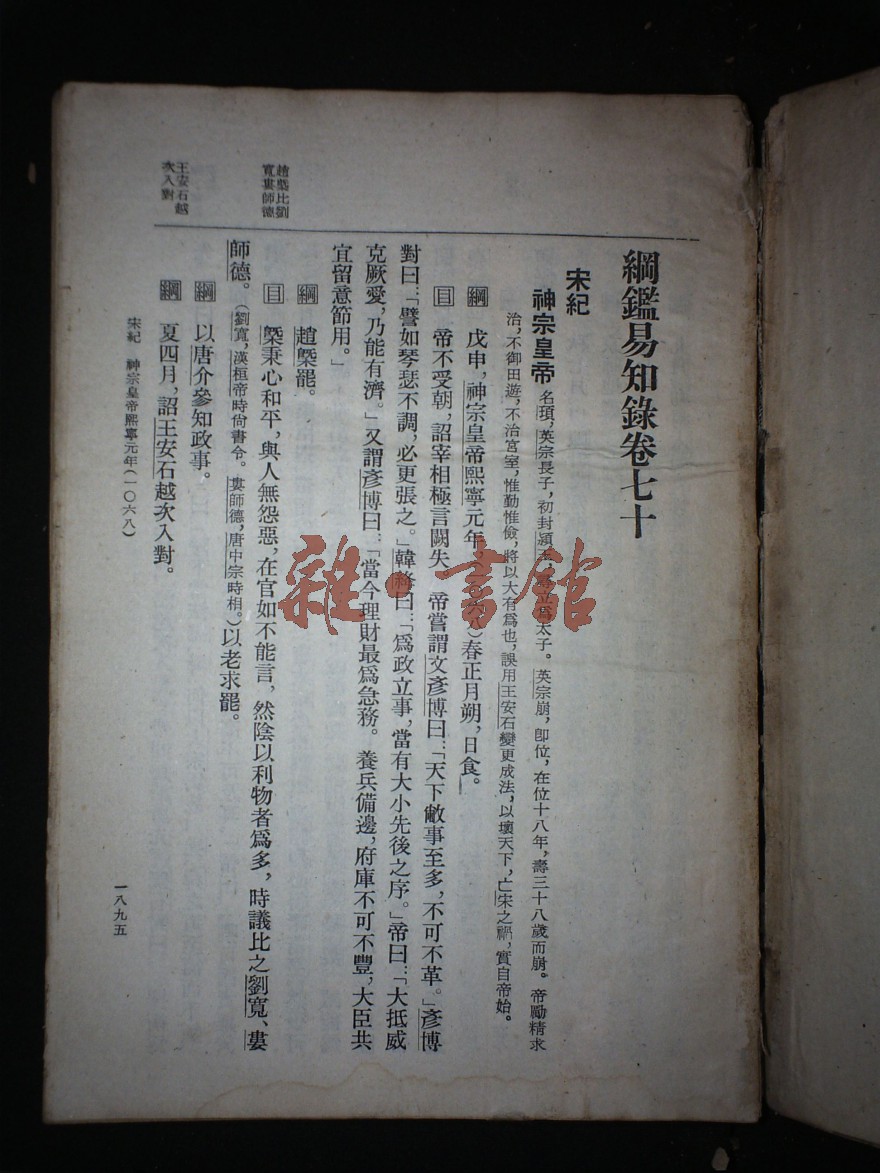 綱鑑易知錄卷七十
宋紀
神宗皇帝 名頊，英宗長子，初封潁王，立爲太子。英宗崩，卽位，在位十八年，壽三十八歲而崩。帝勵精求
治，不御田遊，不治宮室，惟勤惟儉，將以大有爲也，誤用王安石變更成法，以壞天下，亡宋之禍，實自帝始。
綱 戊申，神宗皇帝熙寧元年，八）春正月朔，日食。
目 帝不受朝，詔宰相極言闕失 帝嘗謂文彥博曰：「天下敝事至多，不可不革。」彥博
對曰：「譬如琴瑟不調，必更張之。」韓絳曰：「爲政立事，當有大小先後之序。」帝曰：「大抵威
克厥愛，乃能有濟。」又謂彥博曰：「當今理財最爲急務。養兵備邊，府庫不可不豐，大臣共
宜留意節用。」
綱 趙槩罷。
目 槩秉心和平，與人無怨惡，在官如不能言，然陰以利物者爲多，時議比之劉寬、婁
師德。（劉寬，漢桓帝時尚書令。婁師德，唐中宗時相。）以老求罷。
綱 以唐介參知政事。
綱 夏四月，詔王安石越次入對。
趙槩比劉
寬婁師德
王安石越
次入對
宋紀 神宗皇帝熙寧元年（一〇六八）
一八九五
雜·書館